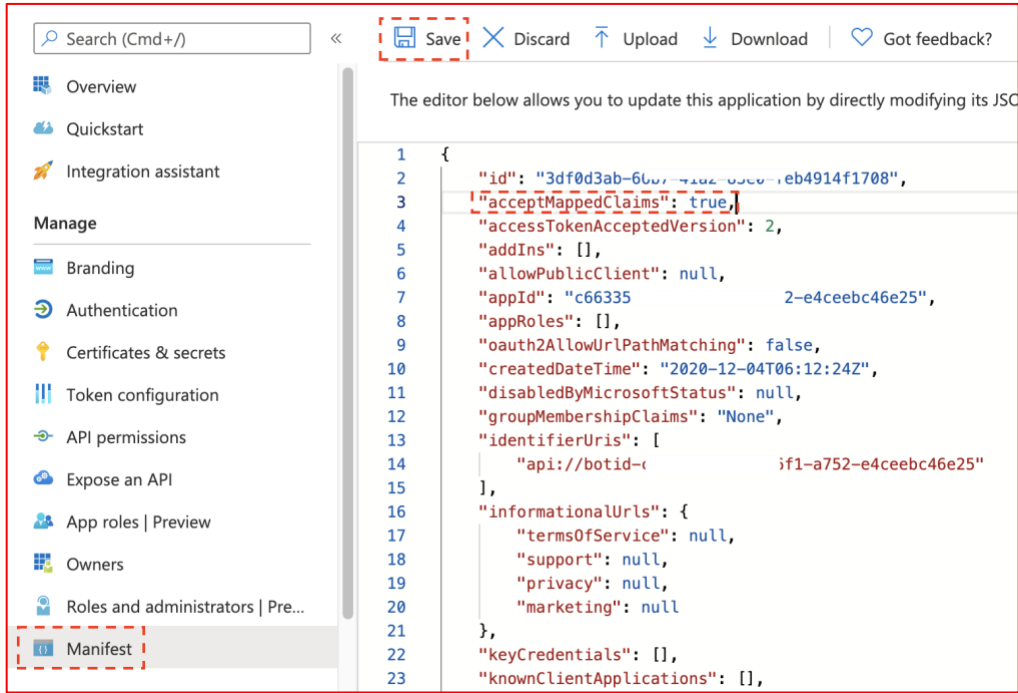 Search (Cmd+/)
«
Save Discard Upload Download Got feedback?
Overview
Quickstart
Integration assistant
Manage
Branding
Authentication
Certificates & secrets
Token configuration
API permissions
Expose an API
App roles | Preview
Owners
Roles and administrators | Pre...
Manifest
The editor below allows you to update this application by directly modifying its JSO
1 {
2 "id": "3df0d3ab- eb4914f1708",
3 "acceptMappedClaims": true,
4 "accessTokenAcceptedVersion": 2,
5 "addIns": [],
6 "allowPublicClient": null,
7 "appId": "c66335 2-e4ceebc46e25",
8 "appRoles": [],
9 "oauth2AllowUrlPathMatching": false,
10 "createdDateTime": "2020-12-04T06:12:24Z",
11 "disabledByMicrosoftStatus": null,
12 "groupMembershipClaims": "None",
13 "identifierUris": [
14 "api://botid- f1-a752-e4ceebc46e25"
15 ],
16 "informationalUrls": {
17 "termsOfService": null,
18 "support": null,
19 "privacy": null,
20 "marketing": null
21 },
22 "keyCredentials": [],
23 "knownClientApplications": [],